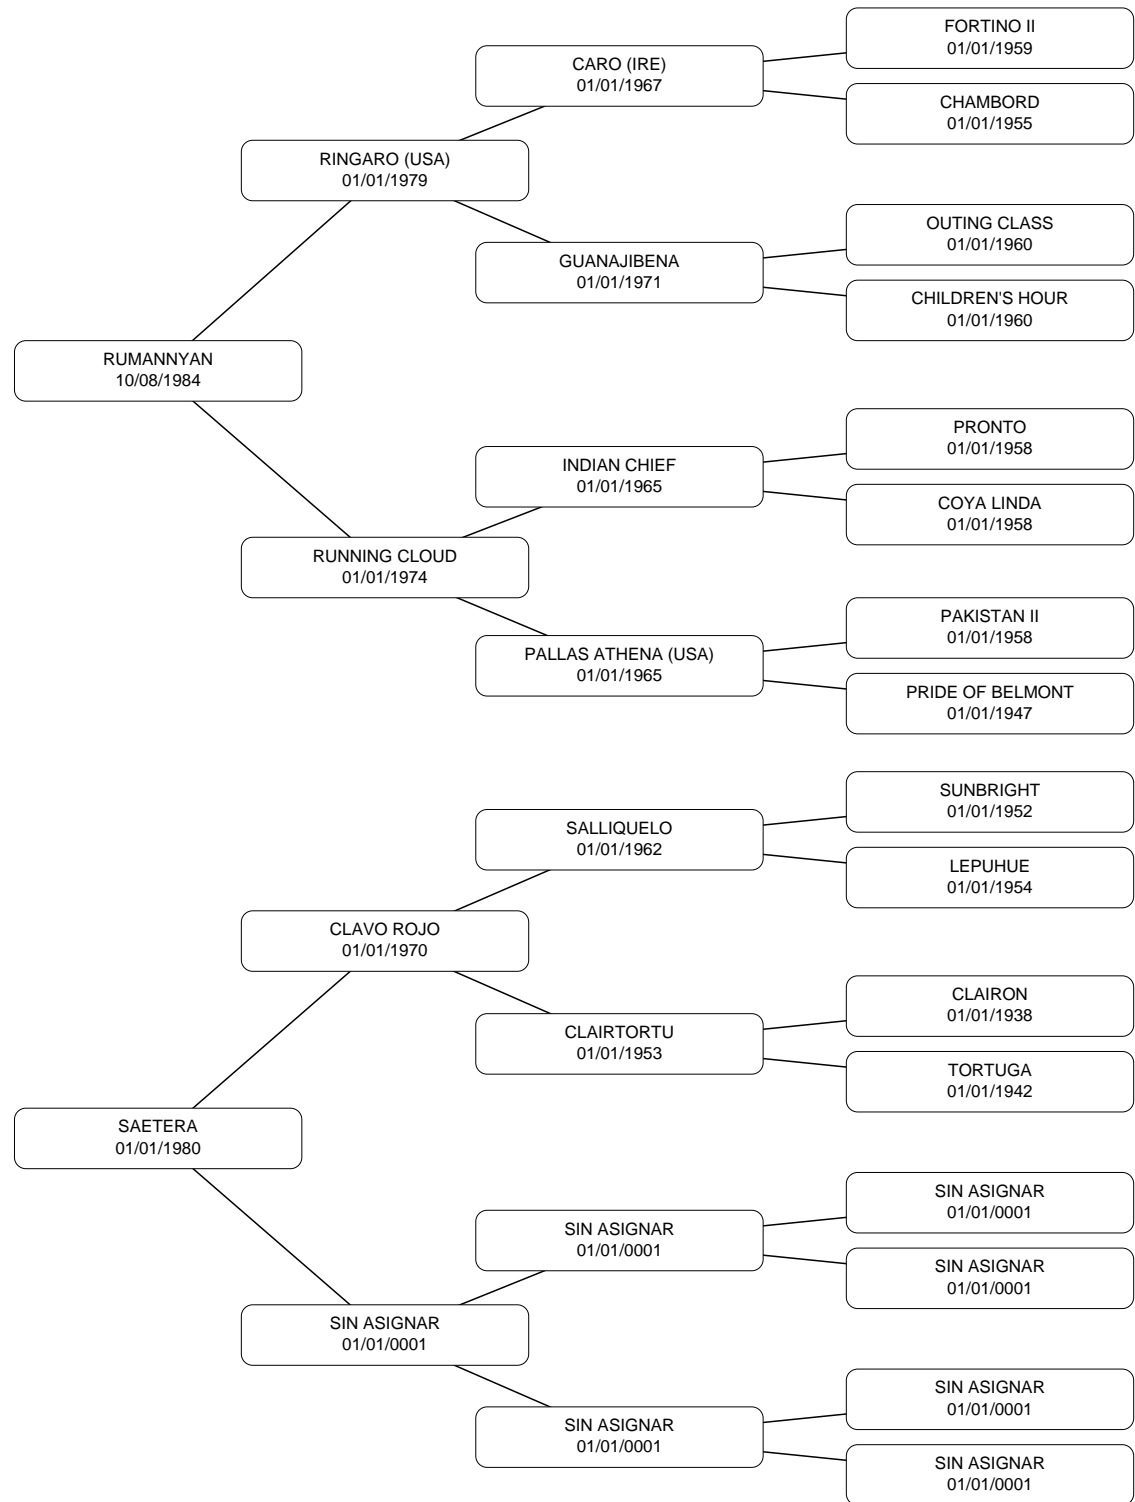 FORTINO II
01/01/1959
CARO (IRE)
01/01/1967
CHAMBORD
01/01/1955
RINGARO (USA)
01/01/1979
OUTING CLASS
01/01/1960
GUANAJIBENA
01/01/1971
CHILDREN'S HOUR
01/01/1960
RUMANNYAN
10/08/1984
PRONTO
01/01/1958
INDIAN CHIEF
01/01/1965
COYA LINDA
01/01/1958
RUNNING CLOUD
01/01/1974
PAKISTAN II
01/01/1958
PALLAS ATHENA (USA)
01/01/1965
PRIDE OF BELMONT
01/01/1947
SUNBRIGHT
01/01/1952
SALLIQUELO
01/01/1962
LEPUHUE
01/01/1954
CLAVO ROJO
01/01/1970
CLAIRON
01/01/1938
CLAIRTORTU
01/01/1953
TORTUGA
01/01/1942
SAETERA
01/01/1980
SIN ASIGNAR
01/01/0001
SIN ASIGNAR
01/01/0001
SIN ASIGNAR
01/01/0001
SIN ASIGNAR
01/01/0001
SIN ASIGNAR
01/01/0001
SIN ASIGNAR
01/01/0001
SIN ASIGNAR
01/01/0001